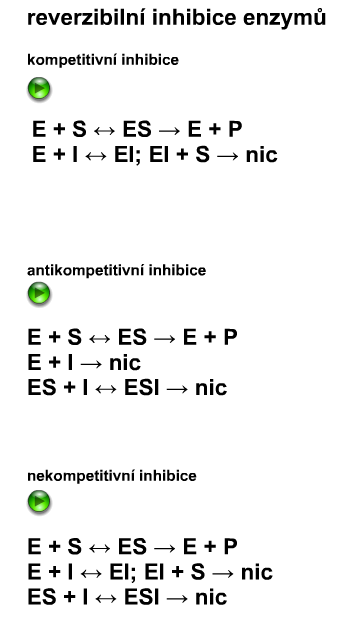 reverzibilní inhibice enzymů
kompetitivní inhibice
E + S ↔ ES → E + P
E + I ↔ EI; EI + S → nic
antikompetitivní inhibice
E + S ↔ ES → E + P
E + I → nic
ES + I ↔ ESI → nic
nekompetitivní inhibice
E + S ↔ ES → E + P
E + I ↔ EI; EI + S → nic
ES + I ↔ ESI → nic